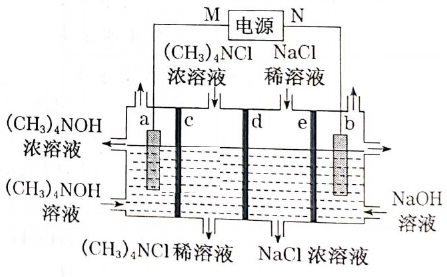 M 电源 N
(CH₃)₄NCl NaCl
浓溶液 稀溶液
a c d e b
(CH₃)₄NOH
浓溶液
(CH₃)₄NOH
溶液
NaOH
溶液
(CH₃)₄NCl稀溶液 NaCl 浓溶液